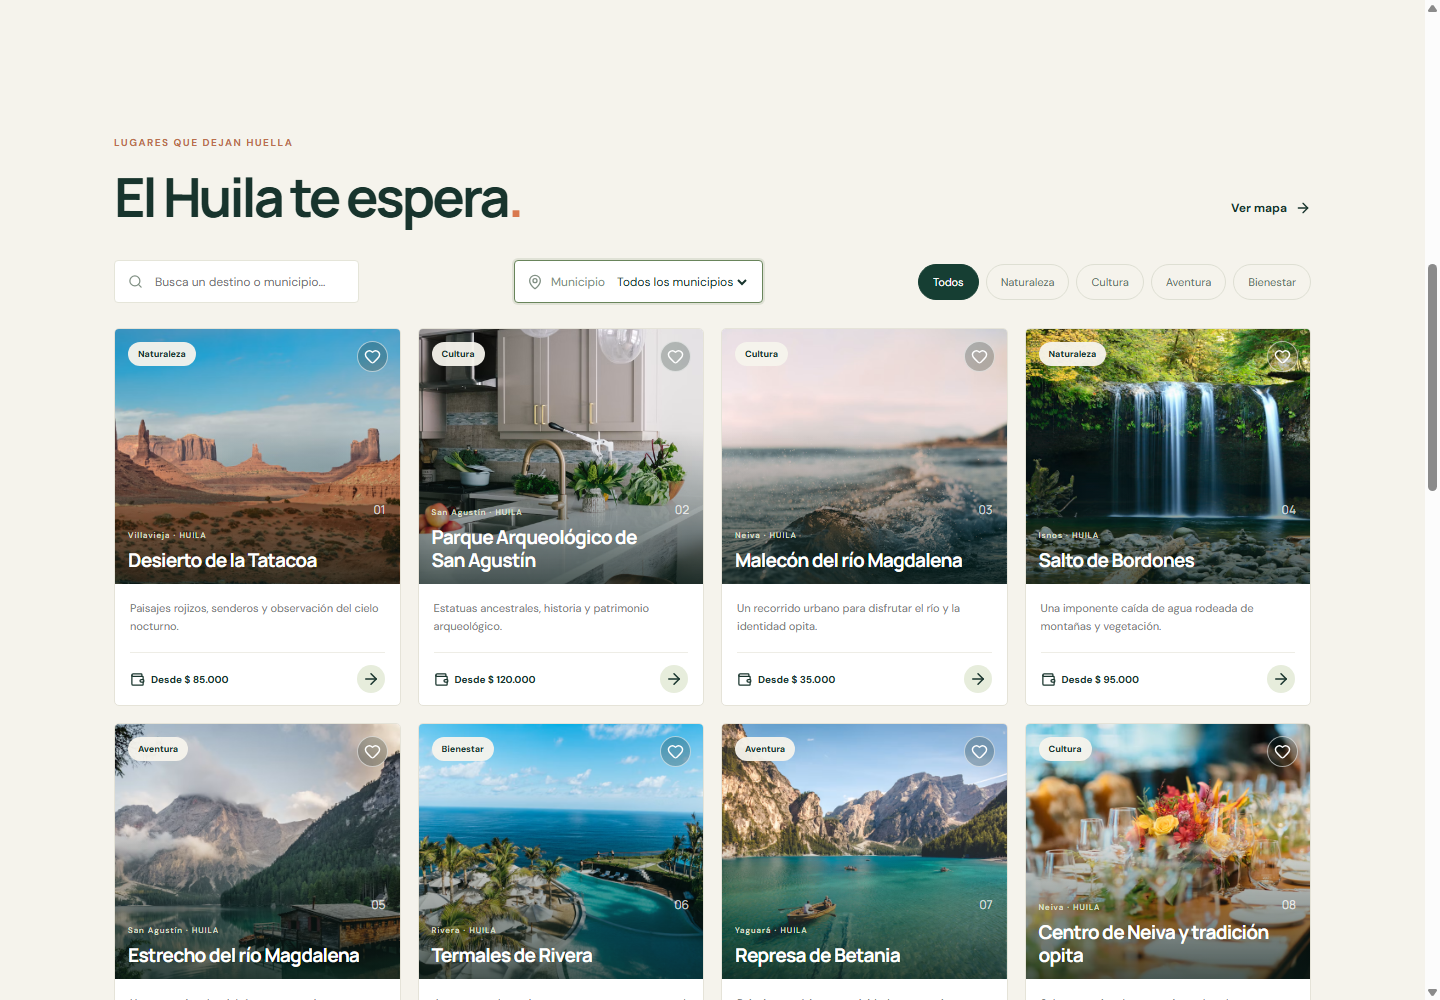 LUGARES QUE DEJAN HUELLA
El Huila te espera.
Ver mapa
Busca un destino o municipio...
Municipio Todos los municipios
Todos Naturaleza Cultura Aventura Bienestar
Naturaleza
01
Villavieja · HUILA
Desierto de la Tatacoa
Paisajes rojizos, senderos y observación del cielo
nocturno.
Desde $ 85.000
Cultura
02
San Agustín · HUILA
Parque Arqueológico de
San Agustín
Estatuas ancestrales, historia y patrimonio
arqueológico.
Desde $ 120.000
Cultura
03
Neiva · HUILA
Malecón del río Magdalena
Un recorrido urbano para disfrutar el río y la
identidad opita.
Desde $ 35.000
Naturaleza
04
Isnos · HUILA
Salto de Bordones
Una imponente caída de agua rodeada de
montañas y vegetación.
Desde $ 95.000
Aventura
05
San Agustín · HUILA
Estrecho del río Magdalena
Bienestar
06
Rivera · HUILA
Termales de Rivera
Aventura
07
Yaguará · HUILA
Represa de Betania
Cultura
08
Neiva · HUILA
Centro de Neiva y tradición
opita